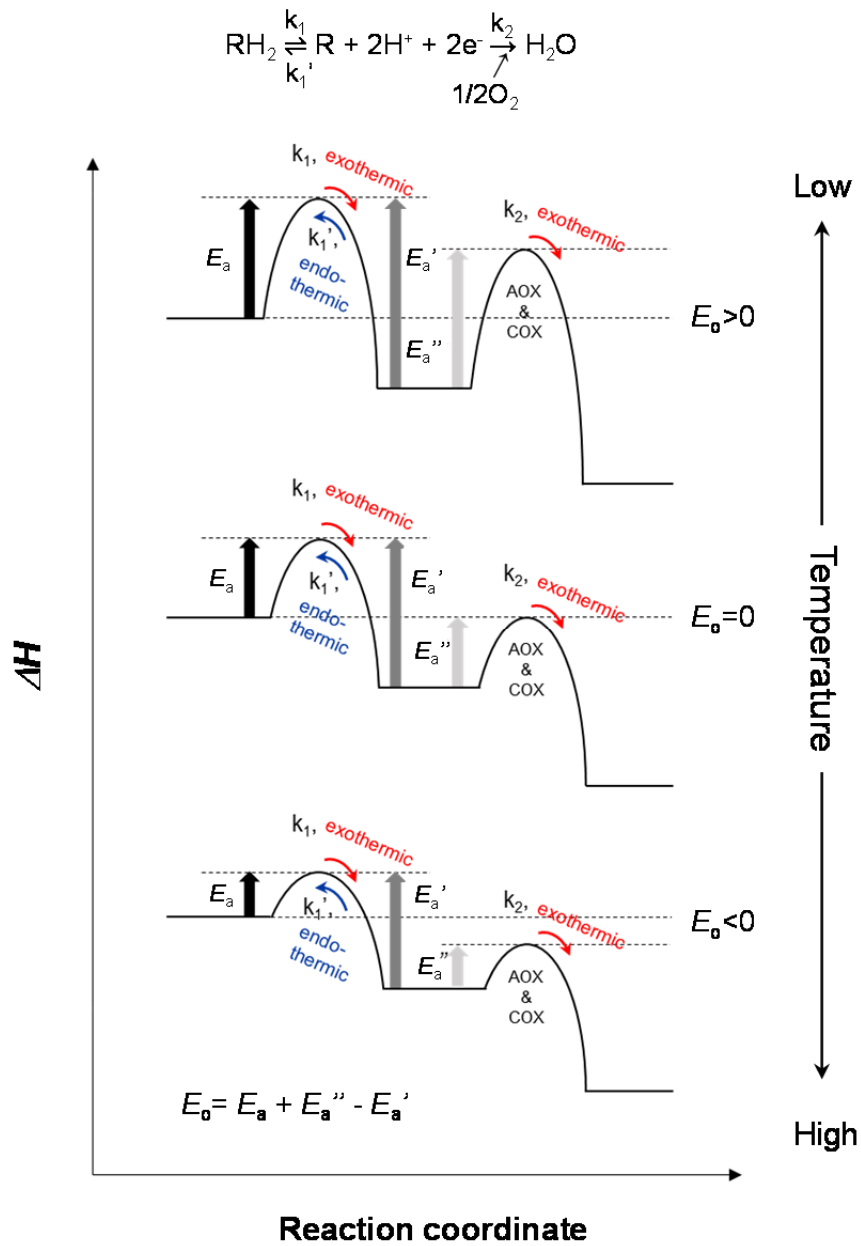 k₁
RH₂ ⇌ R + 2H⁺ + 2e⁻ → H₂O
k₁'
k₂
1/2O₂
Low
k₁, exothermic
k₁',
endo-
thermic
Eₐ
Eₐ'
Eₐ''
k₂, exothermic
AOX
&
COX
Eₒ>0
k₁, exothermic
k₁',
endo-
thermic
Eₐ
Eₐ'
Eₐ''
k₂, exothermic
AOX
&
COX
Eₒ=0
ΔH
Temperature
k₁, exothermic
k₁',
endo-
thermic
Eₐ
Eₐ'
Eₐ''
k₂, exothermic
AOX
&
COX
Eₒ<0
Eₒ= Eₐ + Eₐ'' - Eₐ'
High
Reaction coordinate